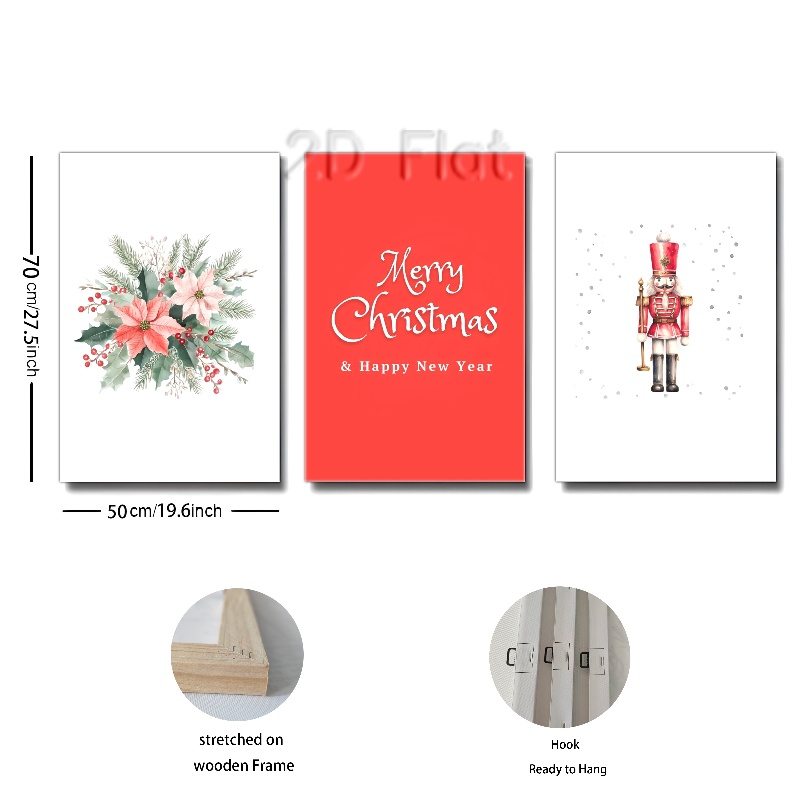 2D Flat
Merry
Christmas
& Happy New Year
70 cm/27.5inch
50cm/19.6inch
stretched on
wooden Frame
Hook
Ready to Hang